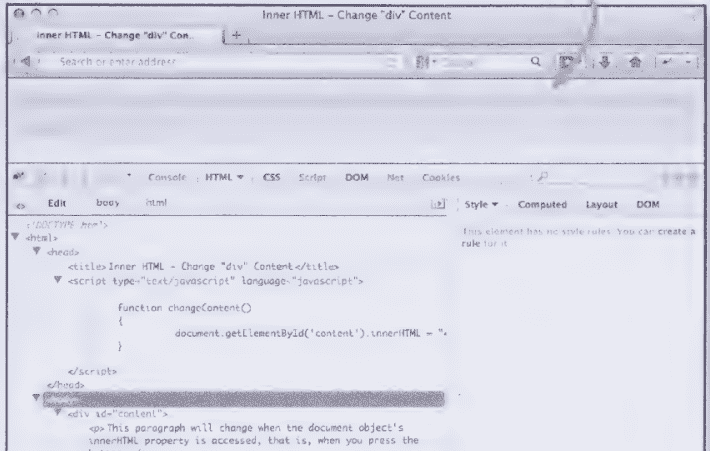 Inner HTML - Change "div" Content
Inner HTML - Change "div" Con...
Search or enter address
Console HTML CSS Script DOM Net Cookies
Edit body html
Style Computed Layout DOM
<!DOCTYPE html>
This element has no style rules. You can create a
rule for it.
<html>
<head>
<title>Inner HTML - Change "div" Content</title>
<script type="text/javascript" language="javascript">
function changeContent()
{
document.getElementById('content').innerHTML = "<
}
</script>
</head>
<div id="content">
<p>This paragraph will change when the document object's
innerHTML property is accessed, that is, when you press the